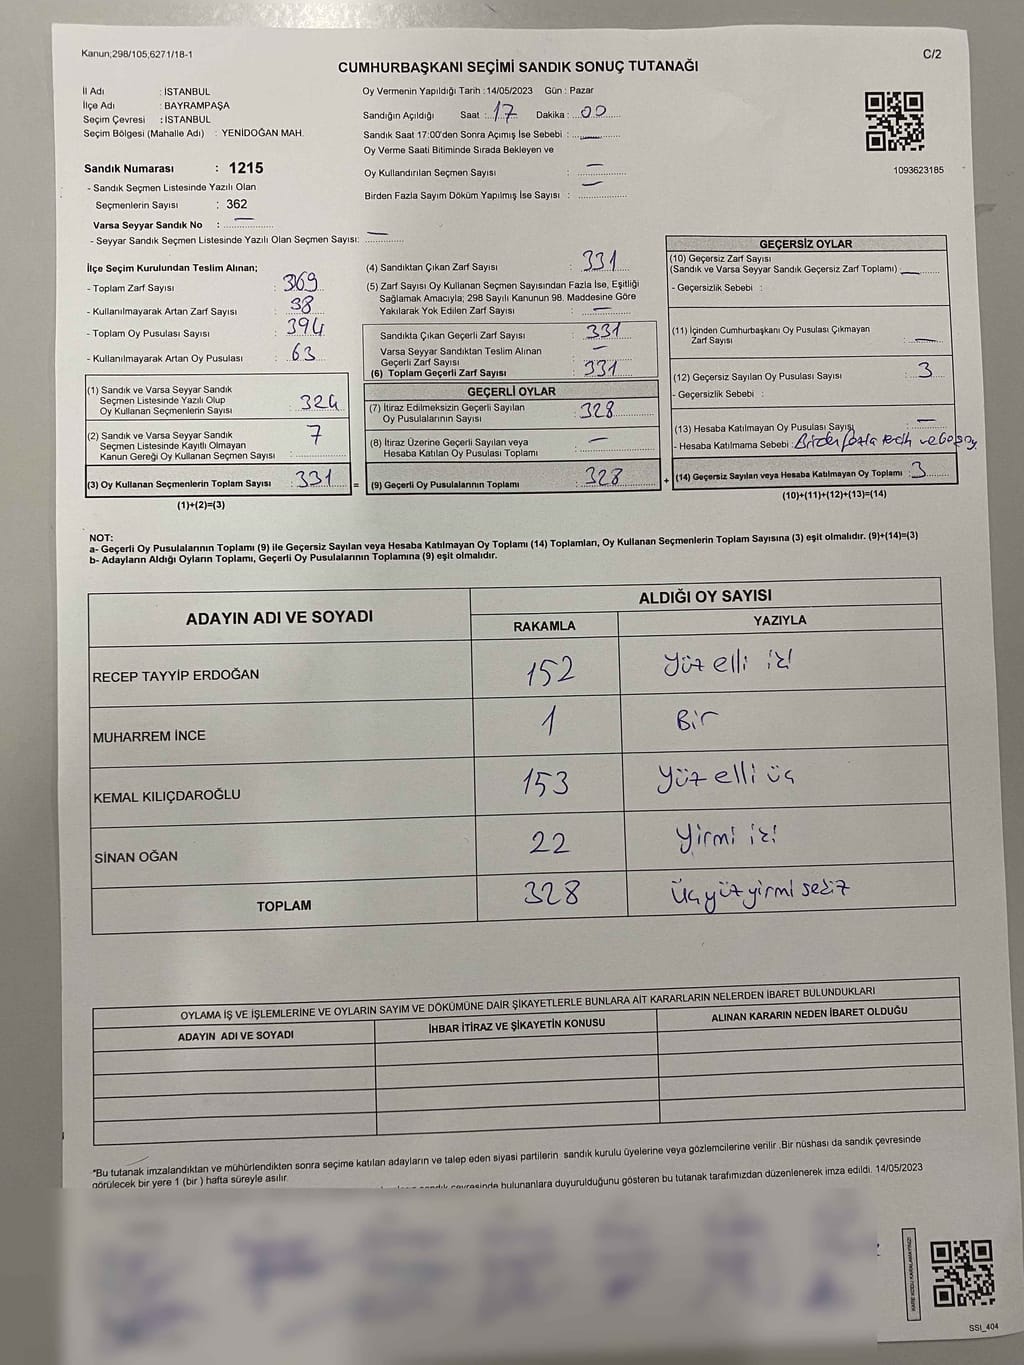 Kanun;298/105,6271/18-1
C/2
CUMHURBAŞKANI SEÇİMİ SANDIK SONUÇ TUTANAĞI
İl Adı : İSTANBUL
İlçe Adı : BAYRAMPAŞA
Seçim Çevresi : İSTANBUL
Seçim Bölgesi (Mahalle Adı) : YENİDOĞAN MAH.
Sandık Numarası : 1215
- Sandık Seçmen Listesinde Yazılı Olan
Seçmenlerin Sayısı : 362
Varsa Seyyar Sandık No : —
- Seyyar Sandık Seçmen Listesinde Yazılı Olan Seçmen Sayısı: —
Oy Vermenin Yapıldığı Tarih : 14/05/2023 Gün : Pazar
Sandığın Açıldığı Saat : 17 Dakika : 00
Sandık Saat 17:00'den Sonra Açımış İse Sebebi : —
Oy Verme Saati Bitiminde Sırada Bekleyen ve
Oy Kullandırılan Seçmen Sayısı : —
Birden Fazla Sayım Döküm Yapılmış İse Sayısı : —
1093623185
İlçe Seçim Kurulundan Teslim Alınan;
- Toplam Zarf Sayısı : 369
- Kullanılmayarak Artan Zarf Sayısı : 38
- Toplam Oy Pusulası Sayısı : 394
- Kullanılmayarak Artan Oy Pusulası : 63
(1) Sandık ve Varsa Seyyar Sandık
Seçmen Listesinde Yazılı Olup
Oy Kullanan Seçmenlerin Sayısı : 324
(2) Sandık ve Varsa Seyyar Sandık
Seçmen Listesinde Kayıtlı Olmayan
Kanun Gereği Oy Kullanan Seçmen Sayısı : 7
(3) Oy Kullanan Seçmenlerin Toplam Sayısı : 331 =
(1)+(2)=(3)
(4) Sandıktan Çıkan Zarf Sayısı : 331
(5) Zarf Sayısı Oy Kullanan Seçmen Sayısından Fazla İse, Eşitliği
Sağlamak Amacıyla; 298 Sayılı Kanunun 98. Maddesine Göre
Yakılarak Yok Edilen Zarf Sayısı : —
Sandıkta Çıkan Geçerli Zarf Sayısı : 331
Varsa Seyyar Sandıktan Teslim Alınan
Geçerli Zarf Sayısı : —
(6) Toplam Geçerli Zarf Sayısı : 331
GEÇERLİ OYLAR
(7) İtiraz Edilmeksizin Geçerli Sayılan
Oy Pusulalarının Sayısı : 328
(8) İtiraz Üzerine Geçerli Sayılan veya
Hesaba Katılan Oy Pusulası Toplamı : —
(9) Geçerli Oy Pusulalarının Toplamı : 328 +
GEÇERSİZ OYLAR
(10) Geçersiz Zarf Sayısı
(Sandık ve Varsa Seyyar Sandık Geçersiz Zarf Toplamı) : —
- Geçersizlik Sebebi :
(11) İçinden Cumhurbaşkanı Oy Pusulası Çıkmayan
Zarf Sayısı : —
(12) Geçersiz Sayılan Oy Pusulası Sayısı : 3
- Geçersizlik Sebebi :
(13) Hesaba Katılmayan Oy Pusulası Sayısı : —
- Hesaba Katılmama Sebebi : fazla
(14) Geçersiz Sayılan veya Hesaba Katılmayan Oy Toplamı : 3
(10)+(11)+(12)+(13)=(14)
NOT:
a- Geçerli Oy Pusulalarının Toplamı (9) ile Geçersiz Sayılan veya Hesaba Katılmayan Oy Toplamı (14) Toplamları, Oy Kullanan Seçmenlerin Toplam Sayısına (3) eşit olmalıdır. (9)+(14)=(3)
b- Adayların Aldığı Oyların Toplamı, Geçerli Oy Pusulalarının Toplamına (9) eşit olmalıdır.
ADAYIN ADI VE SOYADI ALDIĞI OY SAYISI
RAKAMLA YAZIYLA
RECEP TAYYİP ERDOĞAN 152 Yüz elli iki
MUHARREM İNCE 1 Bir
KEMAL KILIÇDAROĞLU 153 Yüz elli üç
SİNAN OĞAN 22 Yirmi iki
TOPLAM 328 Üç yüz yirmi sekiz
OYLAMA İŞ VE İŞLEMLERİNE VE OYLARIN SAYIM VE DÖKÜMÜNE DAİR ŞİKAYETLERLE BUNLARA AİT KARARLARIN NELERDEN İBARET BULUNDUKLARI
ADAYIN ADI VE SOYADI İHBAR İTİRAZ VE ŞİKAYETİN KONUSU ALINAN KARARIN NEDEN İBARET OLDUĞU
*Bu tutanak imzalandıktan ve mühürlendikten sonra seçime katılan adayların ve talep eden siyasi partilerin sandık kurulu üyelerine veya gözlemcilerine verilir .Bir nüshası da sandık çevresinde
görülecek bir yere 1 (bir ) hafta süreyle asılır.
sandık çevresinde bulunanlara duyurulduğunu gösteren bu tutanak tarafımızdan düzenlenerek imza edildi. 14/05/2023
KARE KODU KARALAMAYINIZ!
SSI_404